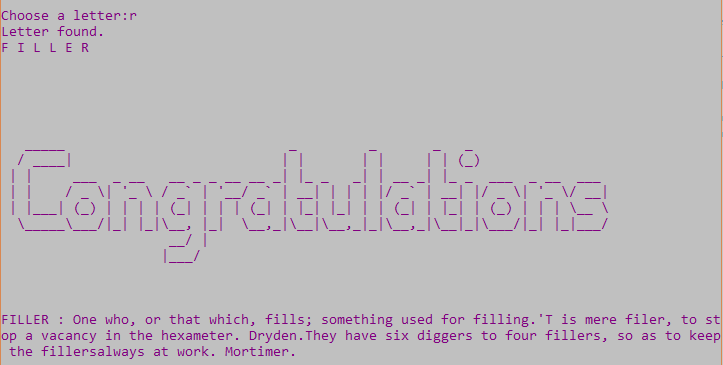 Choose a letter:r
Letter found.
F I L L E R
Congratulations
FILLER : One who, or that which, fills; something used for filling.'T is mere filer, to st
op a vacancy in the hexameter. Dryden.They have six diggers to four fillers, so as to keep
 the fillersalways at work. Mortimer.